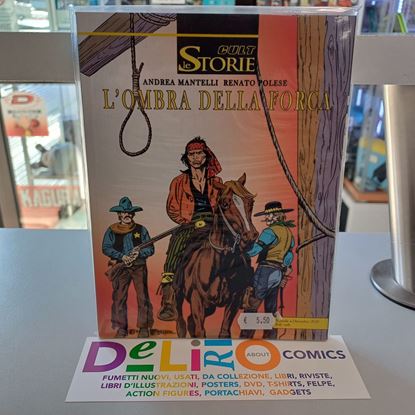 CULT
le STORIE
ANDREA MANTELLI RENATO POLESE
L'OMBRA DELLA FORCA
€ 5.50
DeLiRiO ABOUT COMICS
FUMETTI NUOVI, USATI, DA COLLEZIONE, LIBRI, RIVISTE,
LIBRI D'ILLUSTRAZIONI, POSTERS, DVD, T-SHIRTS, FELPE,
ACTION FIGURES, PORTACHIAVI, GADGETS